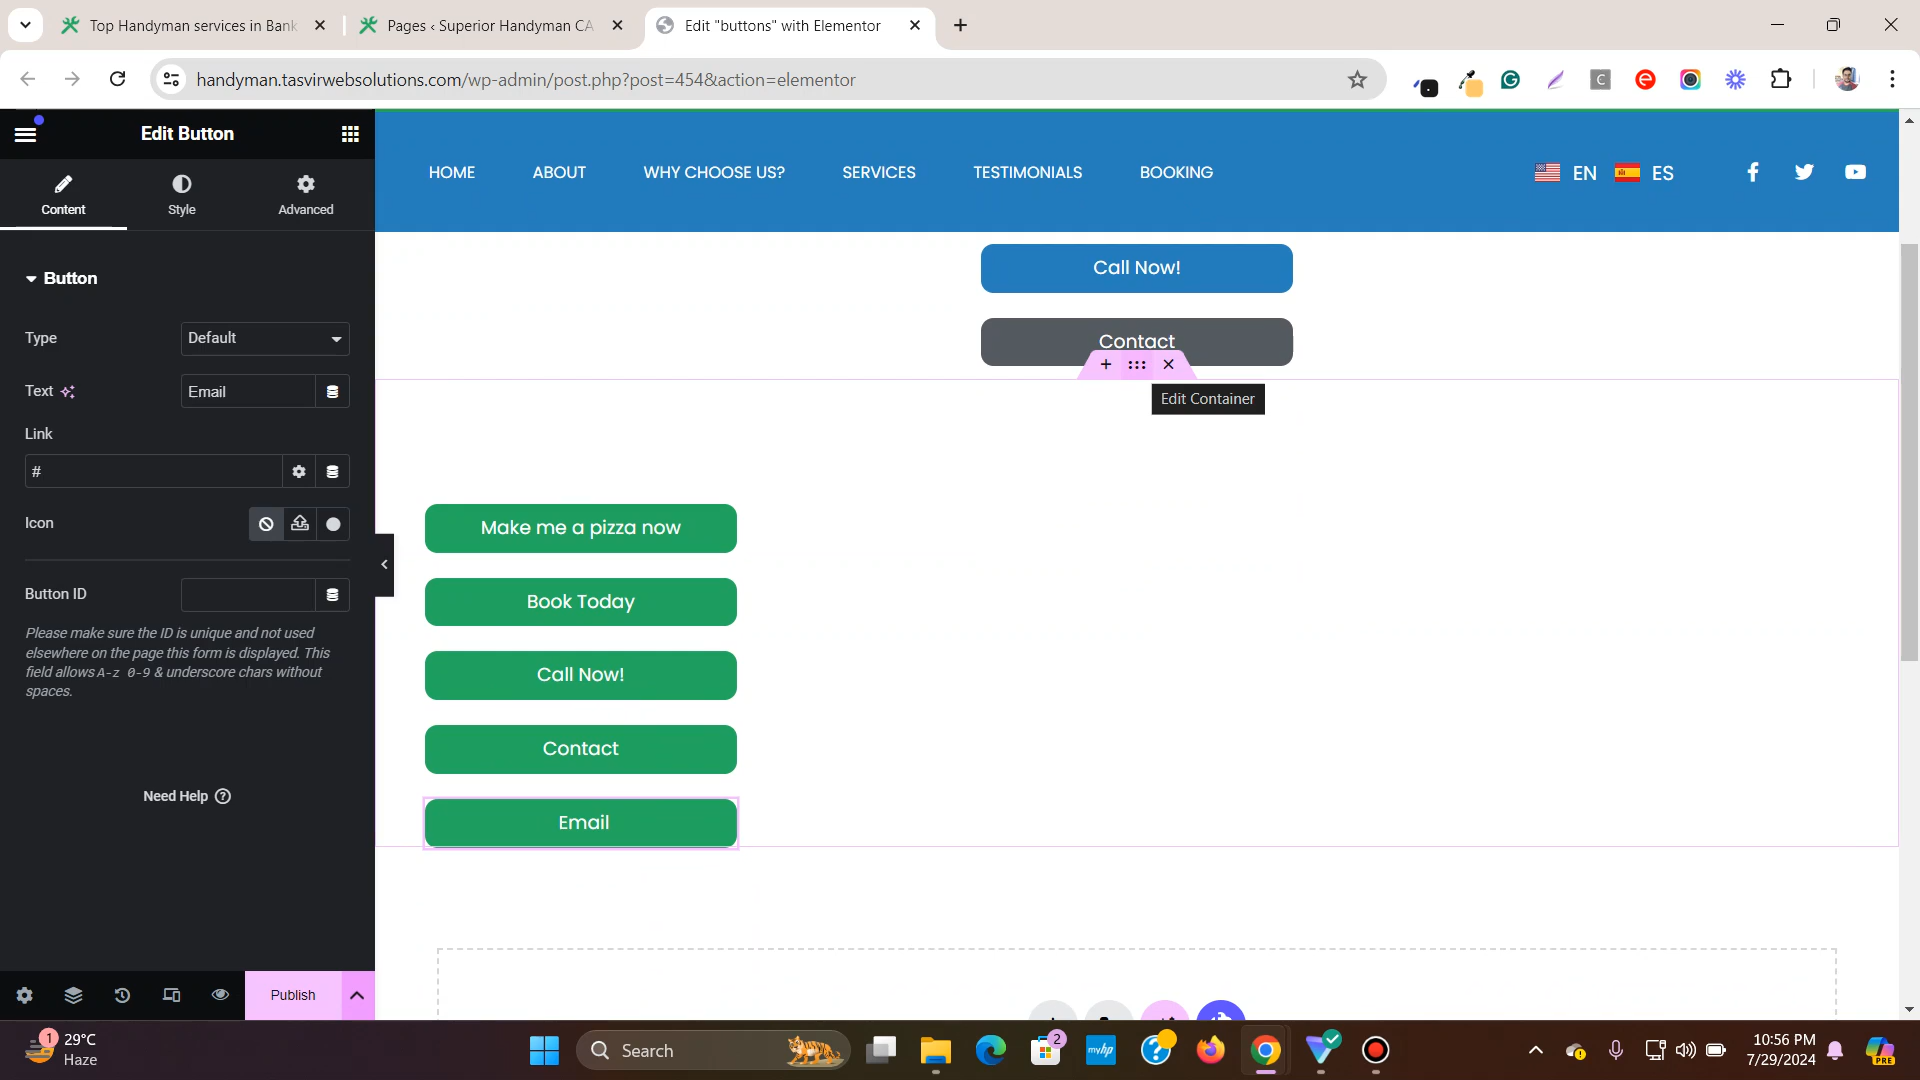 Top Handyman services in Bank
Pages ‹ Superior Handyman CA
Edit "buttons" with Elementor
handyman.tasvirwebsolutions.com/wp-admin/post.php?post=454&action=elementor
Edit Button
Content
Style
Advanced
Button
Type
Default
Text
Email
Link
#
Icon
Button ID
Please make sure the ID is unique and not used
elsewhere on the page this form is displayed. This
field allows A-z 0-9 & underscore chars without
spaces.
Need Help
Publish
HOME
ABOUT
WHY CHOOSE US?
SERVICES
TESTIMONIALS
BOOKING
EN
ES
Call Now!
Contact
Edit Container
Make me a pizza now
Book Today
Call Now!
Contact
Email
1
29°C
Haze
Search
2
myhp
10:56 PM
7/29/2024
PRE